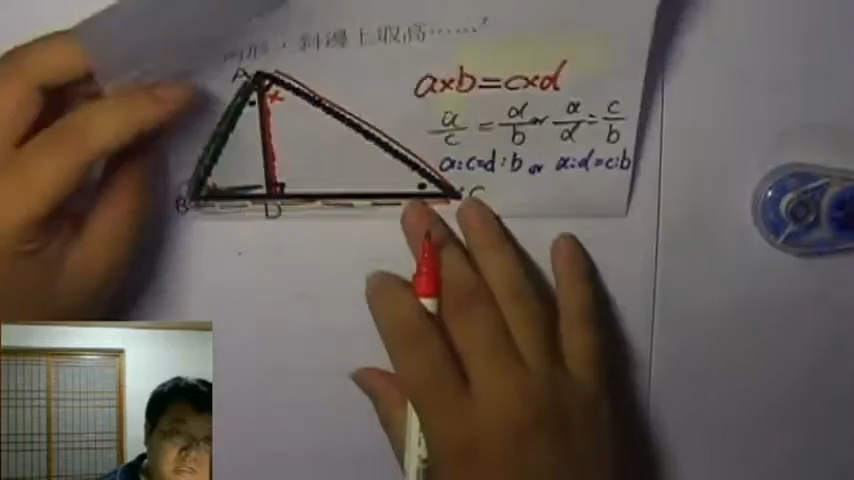 斜邊上取高……?
A
a×b=c×d
a/c = d/b or a/d = c/b
a:c=d:b or a:d=c:b
×
B D C